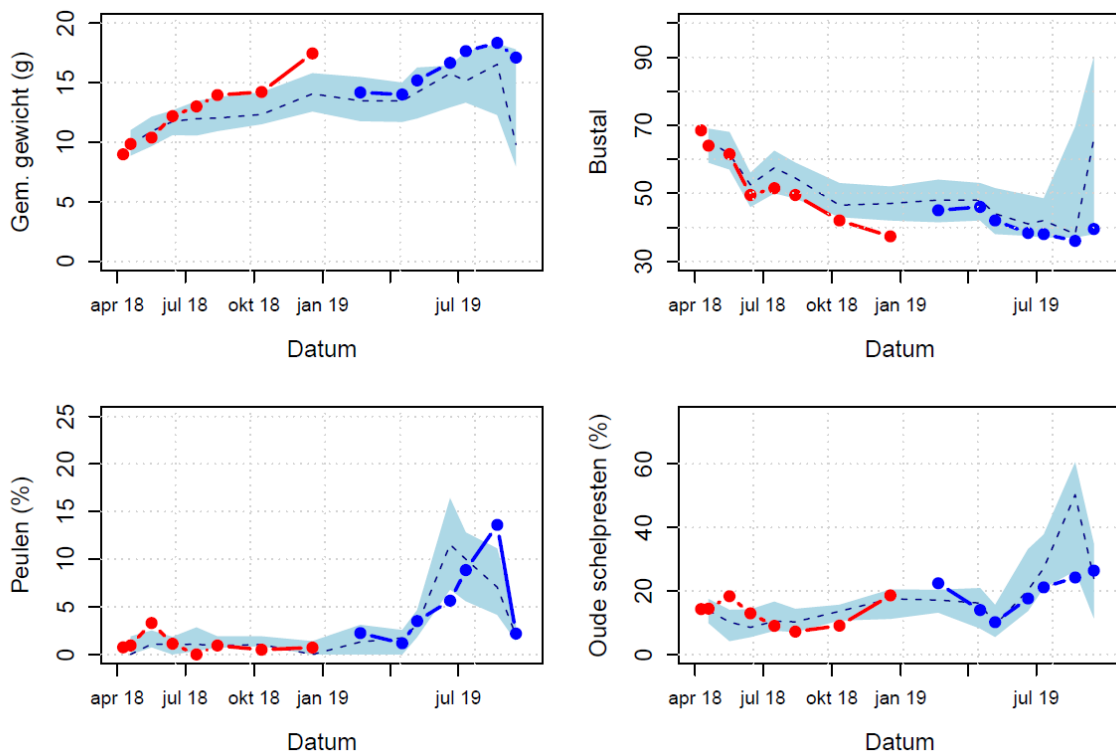 Gem. gewicht (g)
20
15
10
5
0
apr 18 jul 18 okt 18 jan 19 jul 19
Datum
Bustal
90
70
50
30
apr 18 jul 18 okt 18 jan 19 jul 19
Datum
Peulen (%)
25
20
15
10
5
0
apr 18 jul 18 okt 18 jan 19 jul 19
Datum
Oude schelpresten (%)
60
40
20
0
apr 18 jul 18 okt 18 jan 19 jul 19
Datum